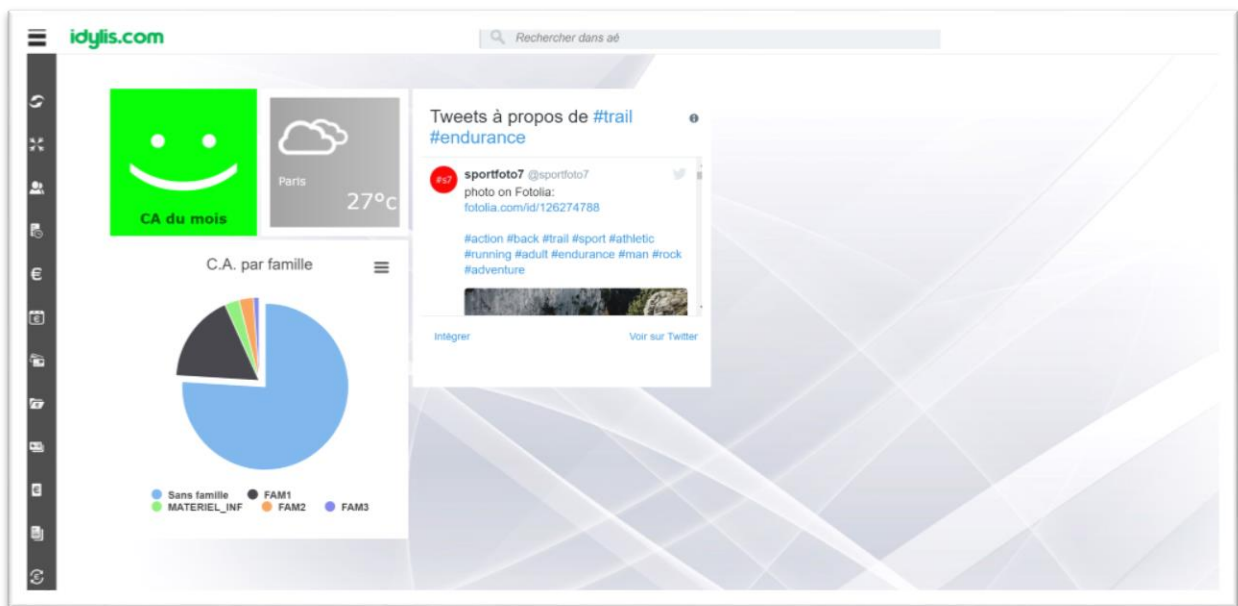 idylis.com
Rechercher dans aé
CA du mois
Paris
27°c
Tweets à propos de #trail
#endurance
#s7
sportfoto7 @sportfoto7
photo on Fotolia:
fotolia.com/id/126274788
#action #back #trail #sport #athletic
#running #adult #endurance #man #rock
#adventure
Intégrer
Voir sur Twitter
C.A. par famille
Sans famille
FAM1
MATERIEL_INF
FAM2
FAM3